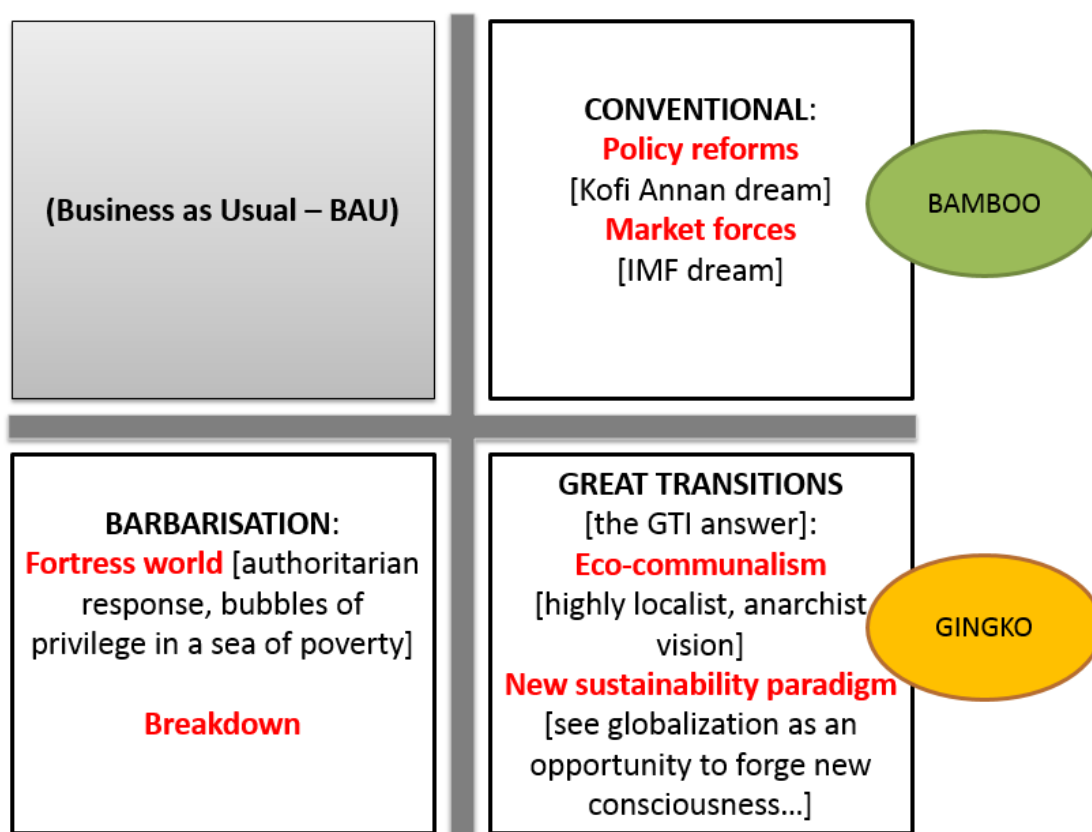 (Business as Usual – BAU)
CONVENTIONAL:
Policy reforms
[Kofi Annan dream]
Market forces
[IMF dream]
BAMBOO
BARBARISATION:
Fortress world [authoritarian
response, bubbles of
privilege in a sea of poverty]
Breakdown
GREAT TRANSITIONS
[the GTI answer]:
Eco-communalism
[highly localist, anarchist
vision]
New sustainability paradigm
[see globalization as an
opportunity to forge new
consciousness...]
GINGKO